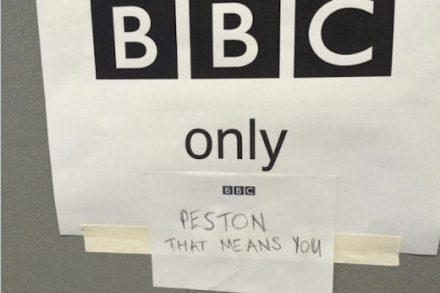 BBC
only
BBC
PESTON
THAT MEANS YOU